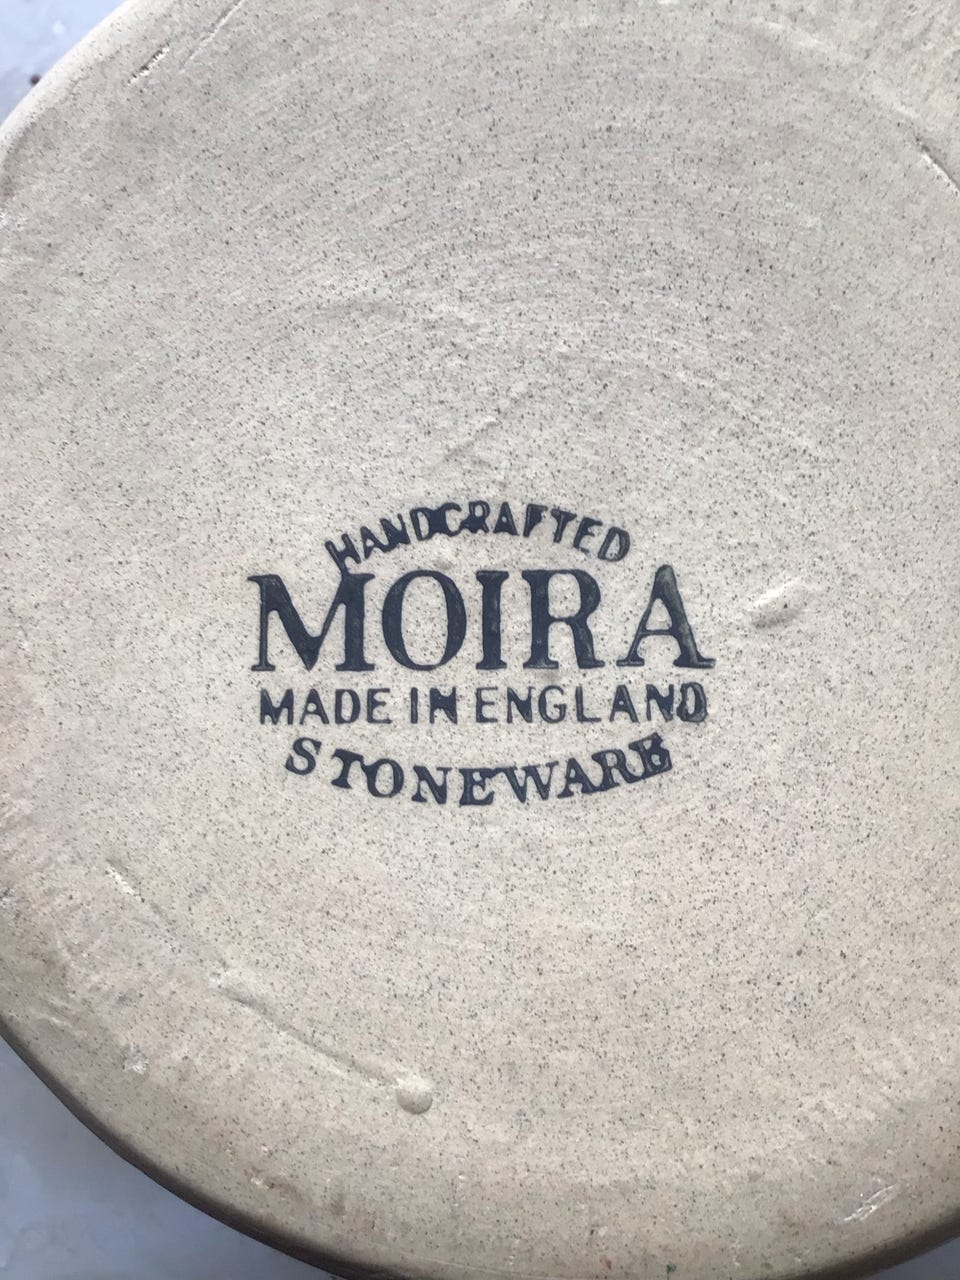 HANDCRAFTED
MOIRA
MADE IN ENGLAND
STONEWARE